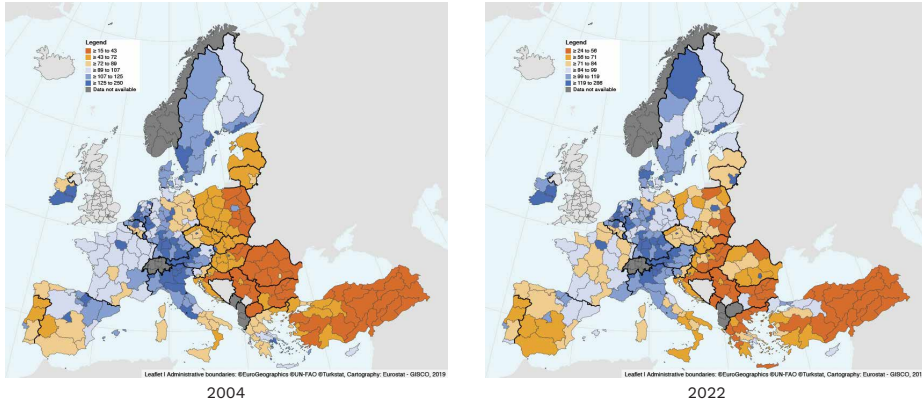 Legend
≥ 15 to 43
≥ 43 to 72
≥ 72 to 89
≥ 89 to 107
≥ 107 to 125
≥ 125 to 250
Data not available
Leaflet | Administrative boundaries: ©EuroGeographics ©UN-FAO ©Turkstat, Cartography: Eurostat - GISCO, 2019
2004
Legend
≥ 24 to 56
≥ 56 to 71
≥ 71 to 84
≥ 84 to 99
≥ 99 to 119
≥ 119 to 286
Data not available
Leaflet | Administrative boundaries: ©EuroGeographics ©UN-FAO ©Turkstat, Cartography: Eurostat - GISCO, 2019
2022